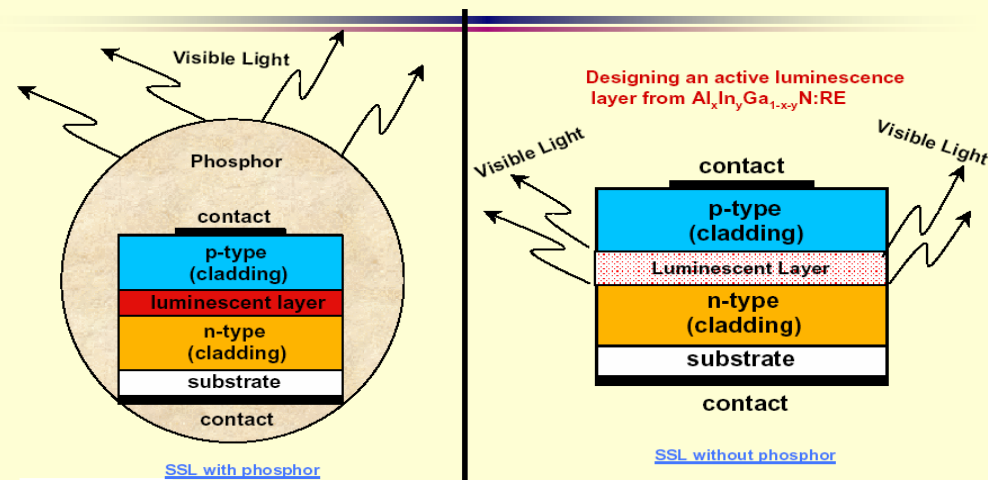 Visible Light
Phosphor
contact
p-type
(cladding)
luminescent layer
n-type
(cladding)
substrate
contact
SSL with phosphor
Designing an active luminescence
layer from AlₓInᵧGa₁₋ₓ₋ᵧN:RE
Visible Light
Visible Light
contact
p-type
(cladding)
Luminescent Layer
n-type
(cladding)
substrate
contact
SSL without phosphor